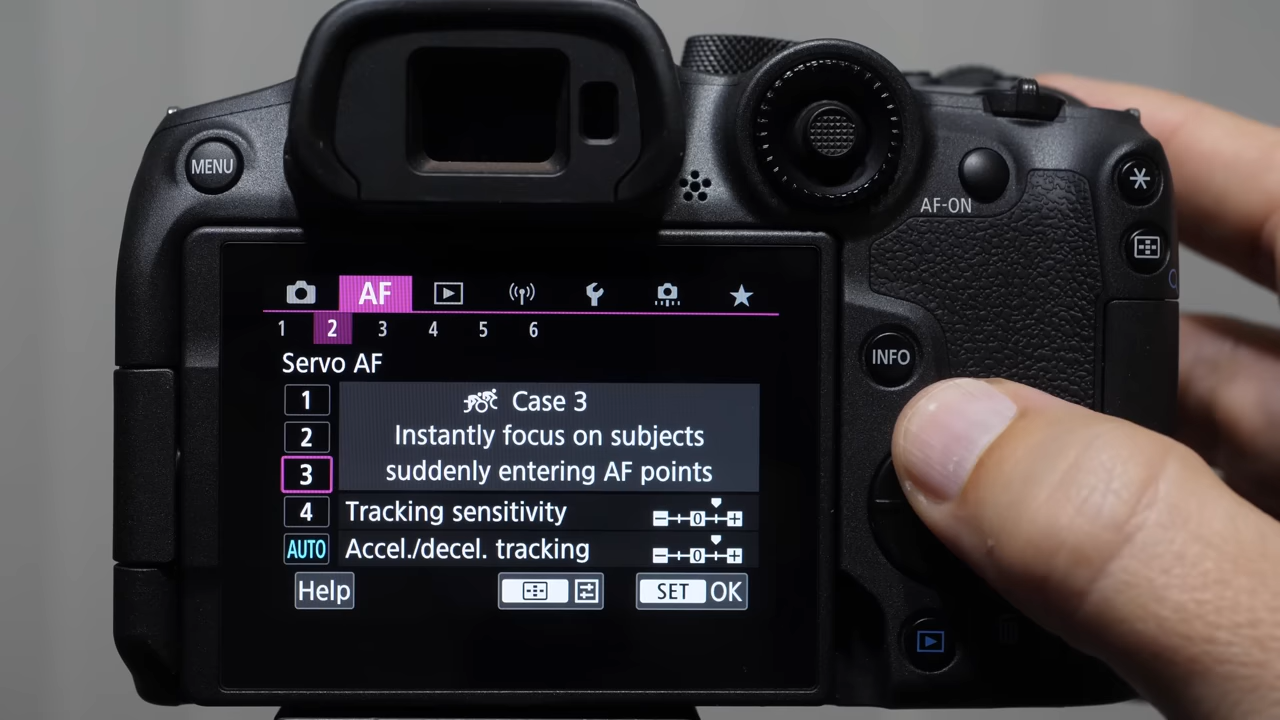 MENU
AF-ON
INFO
AF
1 2 3 4 5 6
Servo AF
1
2
3
4
AUTO
Case 3
Instantly focus on subjects
suddenly entering AF points
Tracking sensitivity
- 0 +
Accel./decel. tracking
- 0 +
Help
SET OK